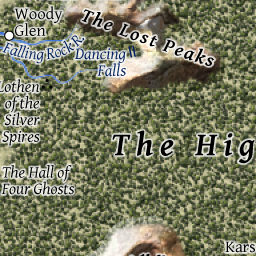 Woody
Glen
The Lost Peaks
Falling Rock R.
Dancing
Falls
Lothen
of the
Silver
Spires
The Hig
The Hall of
Four Ghosts
Kars